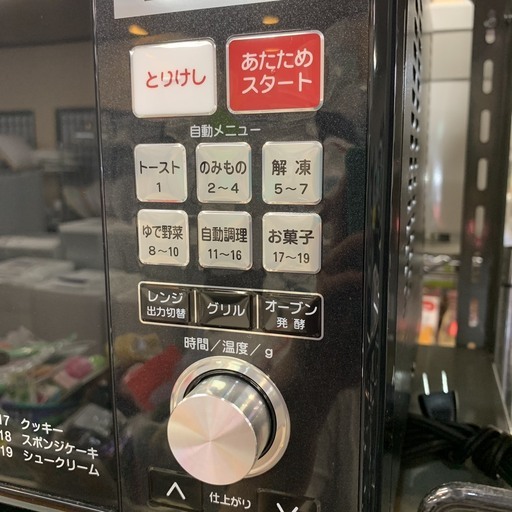 とりけし
あたため
スタート
自動メニュー
トースト
1
のみもの
2～4
解凍
5～7
ゆで野菜
8～10
自動調理
11～16
お菓子
17～19
レンジ
出力切替
グリル
オーブン
発酵
時間／温度／g
17 クッキー
18 スポンジケーキ
19 シュークリーム
仕上がり